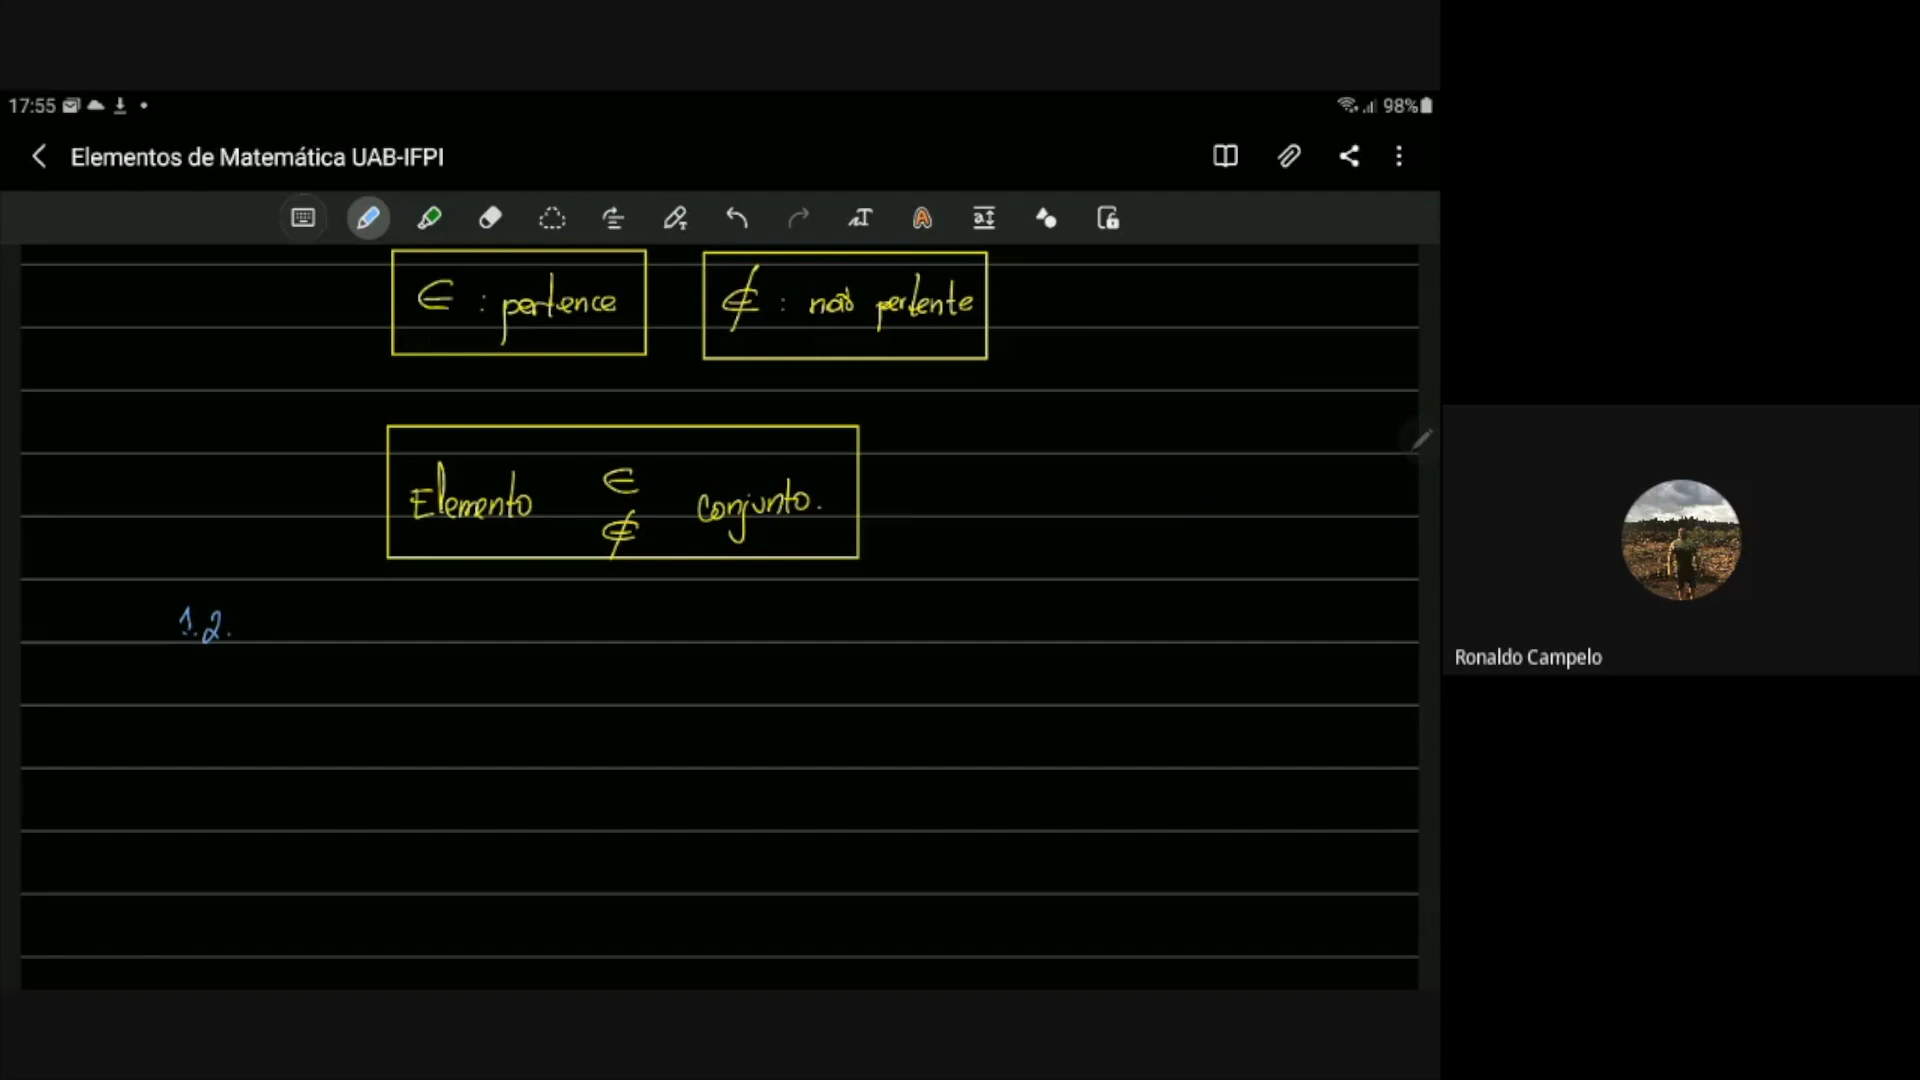 17:55
98%
Elementos de Matemática UAB-IFPI
∈ : pertence
∉ : não pertente
Elemento ∈ ∉ conjunto.
1.2.
Ronaldo Campelo